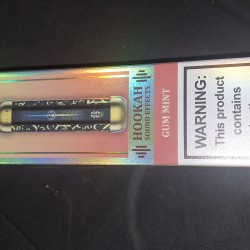 HOOKAH
SOUND EFFECTS
GUM MINT
WARNING:
This product
contains